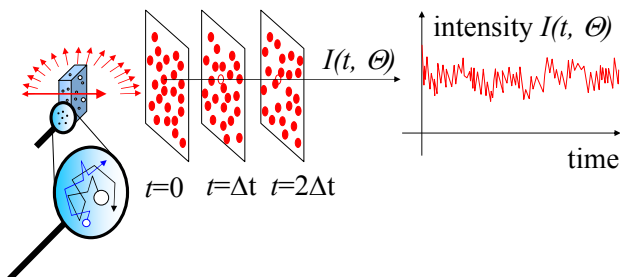 intensity I(t, Θ)
I(t, Θ)
time
t=0 t=Δt t=2Δt